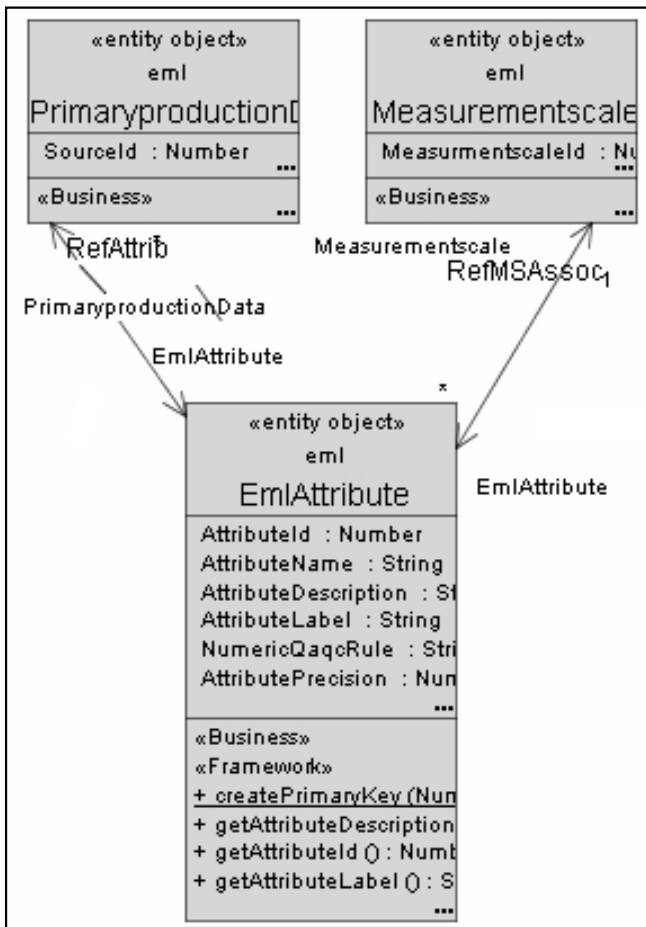 «entity object»
eml
PrimaryproductionD
SourceId : Number
...
«Business»
...
«entity object»
eml
Measurementscale
MeasurmentscaleId : Nu
...
«Business»
...
RefAttrib
*
PrimaryproductionData
EmlAttribute
Measurementscale
RefMSAssoc
1
*
EmlAttribute
«entity object»
eml
EmlAttribute
AttributeId : Number
AttributeName : String
AttributeDescription : St
AttributeLabel : String
NumericQaqcRule : Stri
AttributePrecision : Num
...
«Business»
«Framework»
+ createPrimaryKey (Num
+ getAttributeDescription
+ getAttributeId () : Numb
+ getAttributeLabel () : S
...